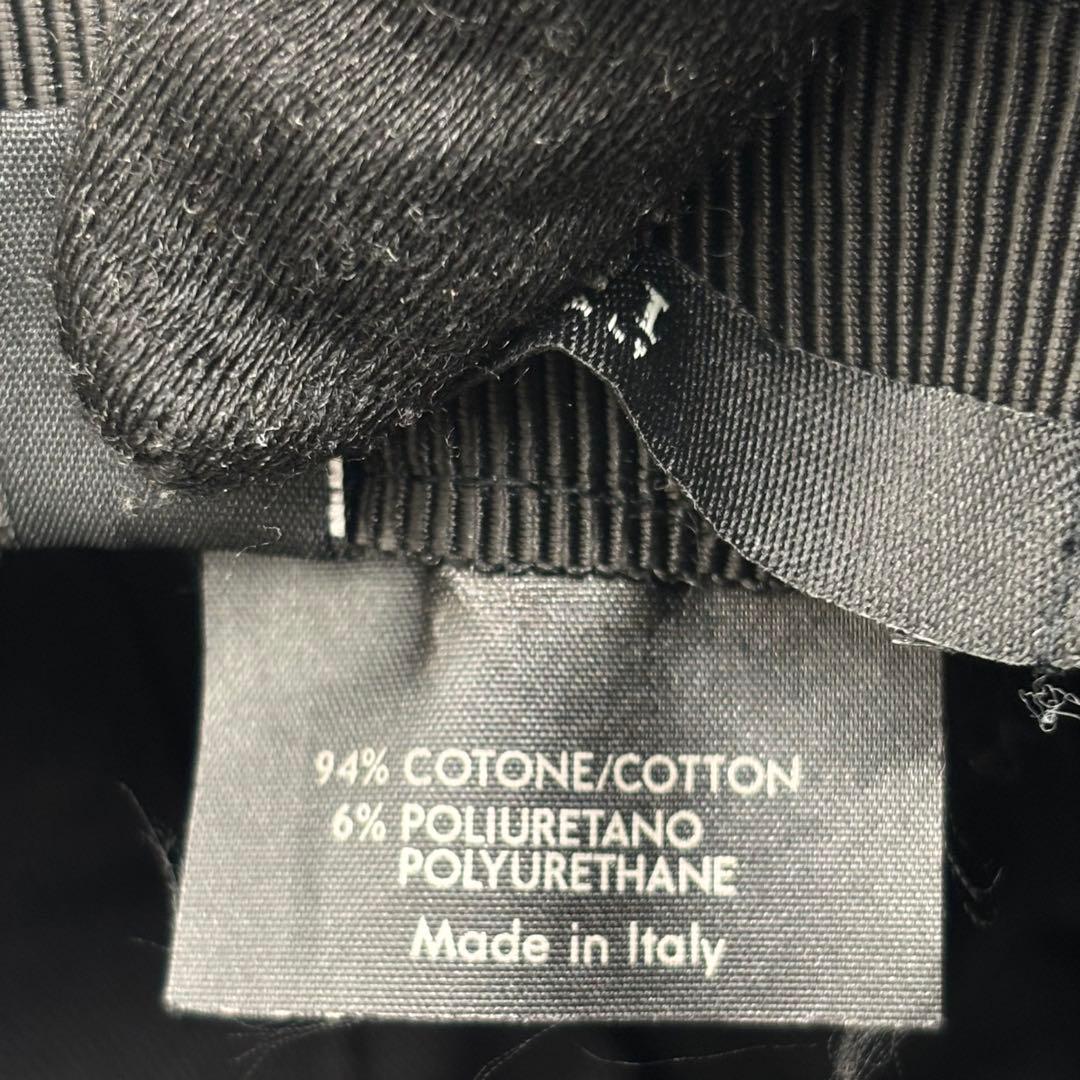 94% COTONE/COTTON
6% POLIURETANO
POLYURETHANE
Made in Italy